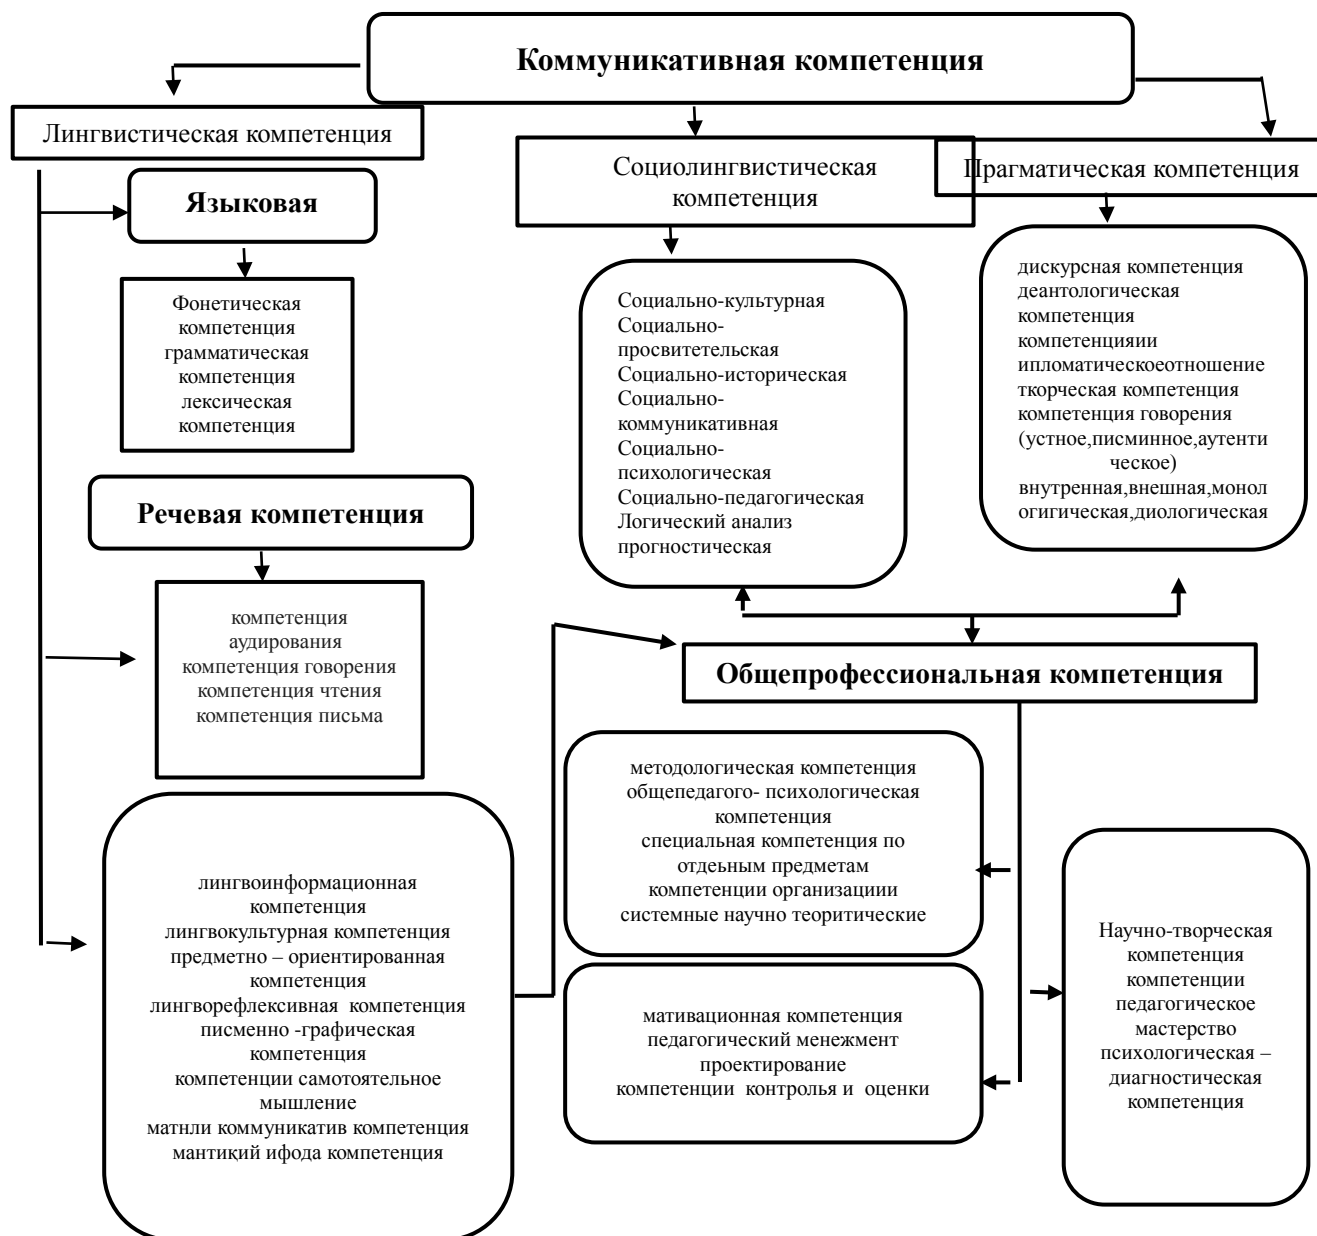 Коммуникативная компетенция
Лингвистическая компетенция
Социолингвистическая
компетенция
Прагматическая компетенция
Языковая
Фонетическая
компетенция
грамматическая
компетенция
лексическая
компетенция
Речевая компетенция
компетенция
аудирования
компетенция говорения
компетенция чтения
компетенция письма
лингвоинформационная
компетенция
лингвокультурная компетенция
предметно – ориентированная
компетенция
лингворефлексивная компетенция
писменно -графическая
компетенция
компетенции самотоятельное
мышление
матнли коммуникатив компетенция
мантиқий ифода компетенция
Социально-культурная
Социально-
просвитетельская
Социально-историческая
Социально-
коммуникативная
Социально-
психологическая
Социально-педагогическая
Логический анализ
прогностическая
дискурсная компетенция
деантологическая
компетенция
компетенцияии
ипломатическоеотношение
ткорческая компетенция
компетенция говорения
(устное,писминное,аутенти
ческое)
внутренная,внешная,монол
огигическая,диологическая
Общепрофессиональная компетенция
методологическая компетенция
общепедагого- психологическая
компетенция
специальная компетенция по
отдеьным предметам
компетенции организациии
системные научно теоритические
мативационная компетенция
педагогический менежмент
проектирование
компетенции контролья и оценки
Научно-творческая
компетенция
компетенции
педагогическое
мастерство
психологическая –
диагностическая
компетенция